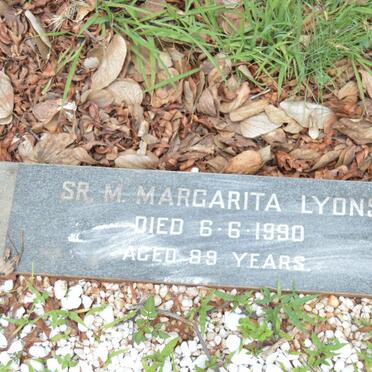 SR. M. MARGARITA LYONS
DIED 6-6-1990
AGED 89 YEARS